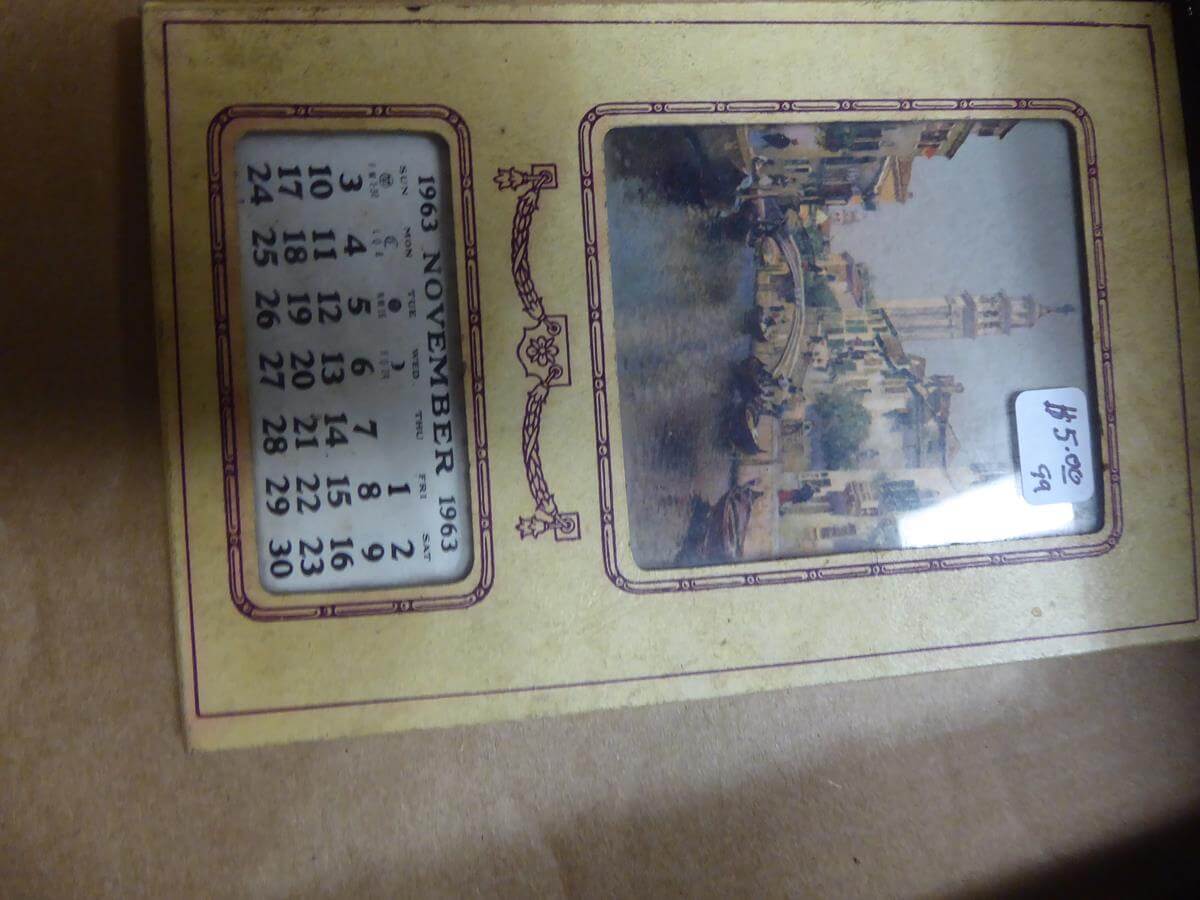 $5.00
99
1963 NOVEMBER 1963
SUN MON TUE WED THU FRI SAT
1 2
3 4 5 6 7 8 9
10 11 12 13 14 15 16
17 18 19 20 21 22 23
24 25 26 27 28 29 30